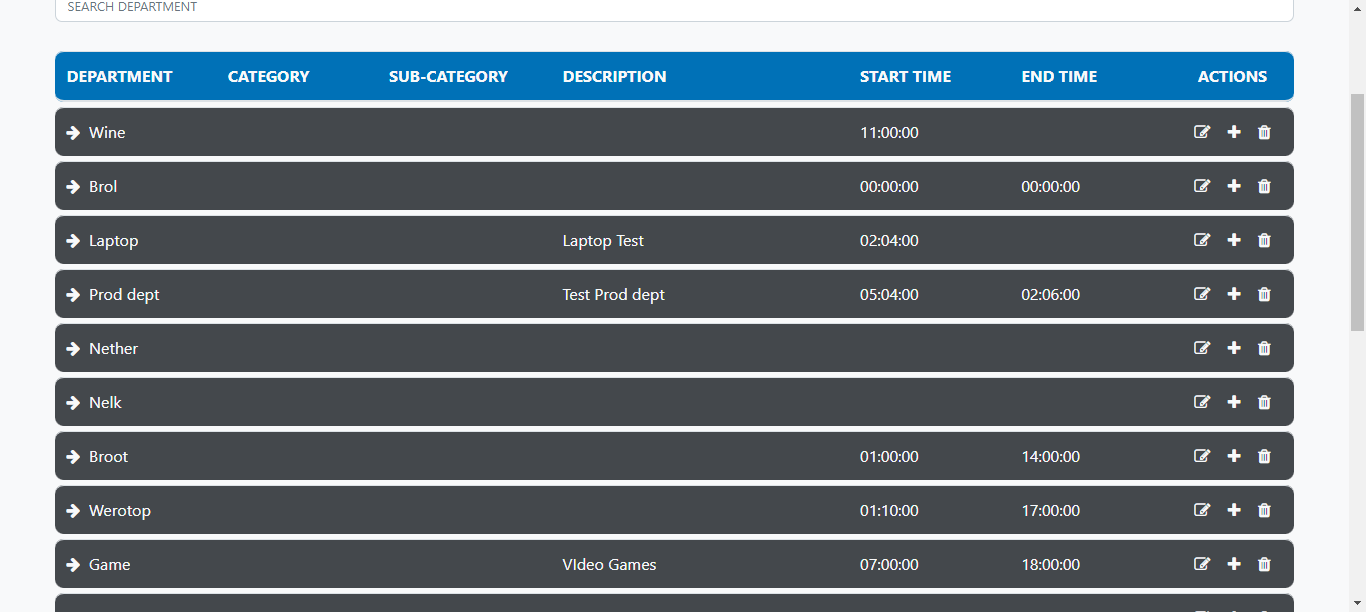 SEARCH DEPARTMENT
DEPARTMENT CATEGORY SUB-CATEGORY DESCRIPTION START TIME END TIME ACTIONS
Wine 11:00:00
Brol 00:00:00 00:00:00
Laptop Laptop Test 02:04:00
Prod dept Test Prod dept 05:04:00 02:06:00
Nether
Nelk
Broot 01:00:00 14:00:00
Werotop 01:10:00 17:00:00
Game VIdeo Games 07:00:00 18:00:00